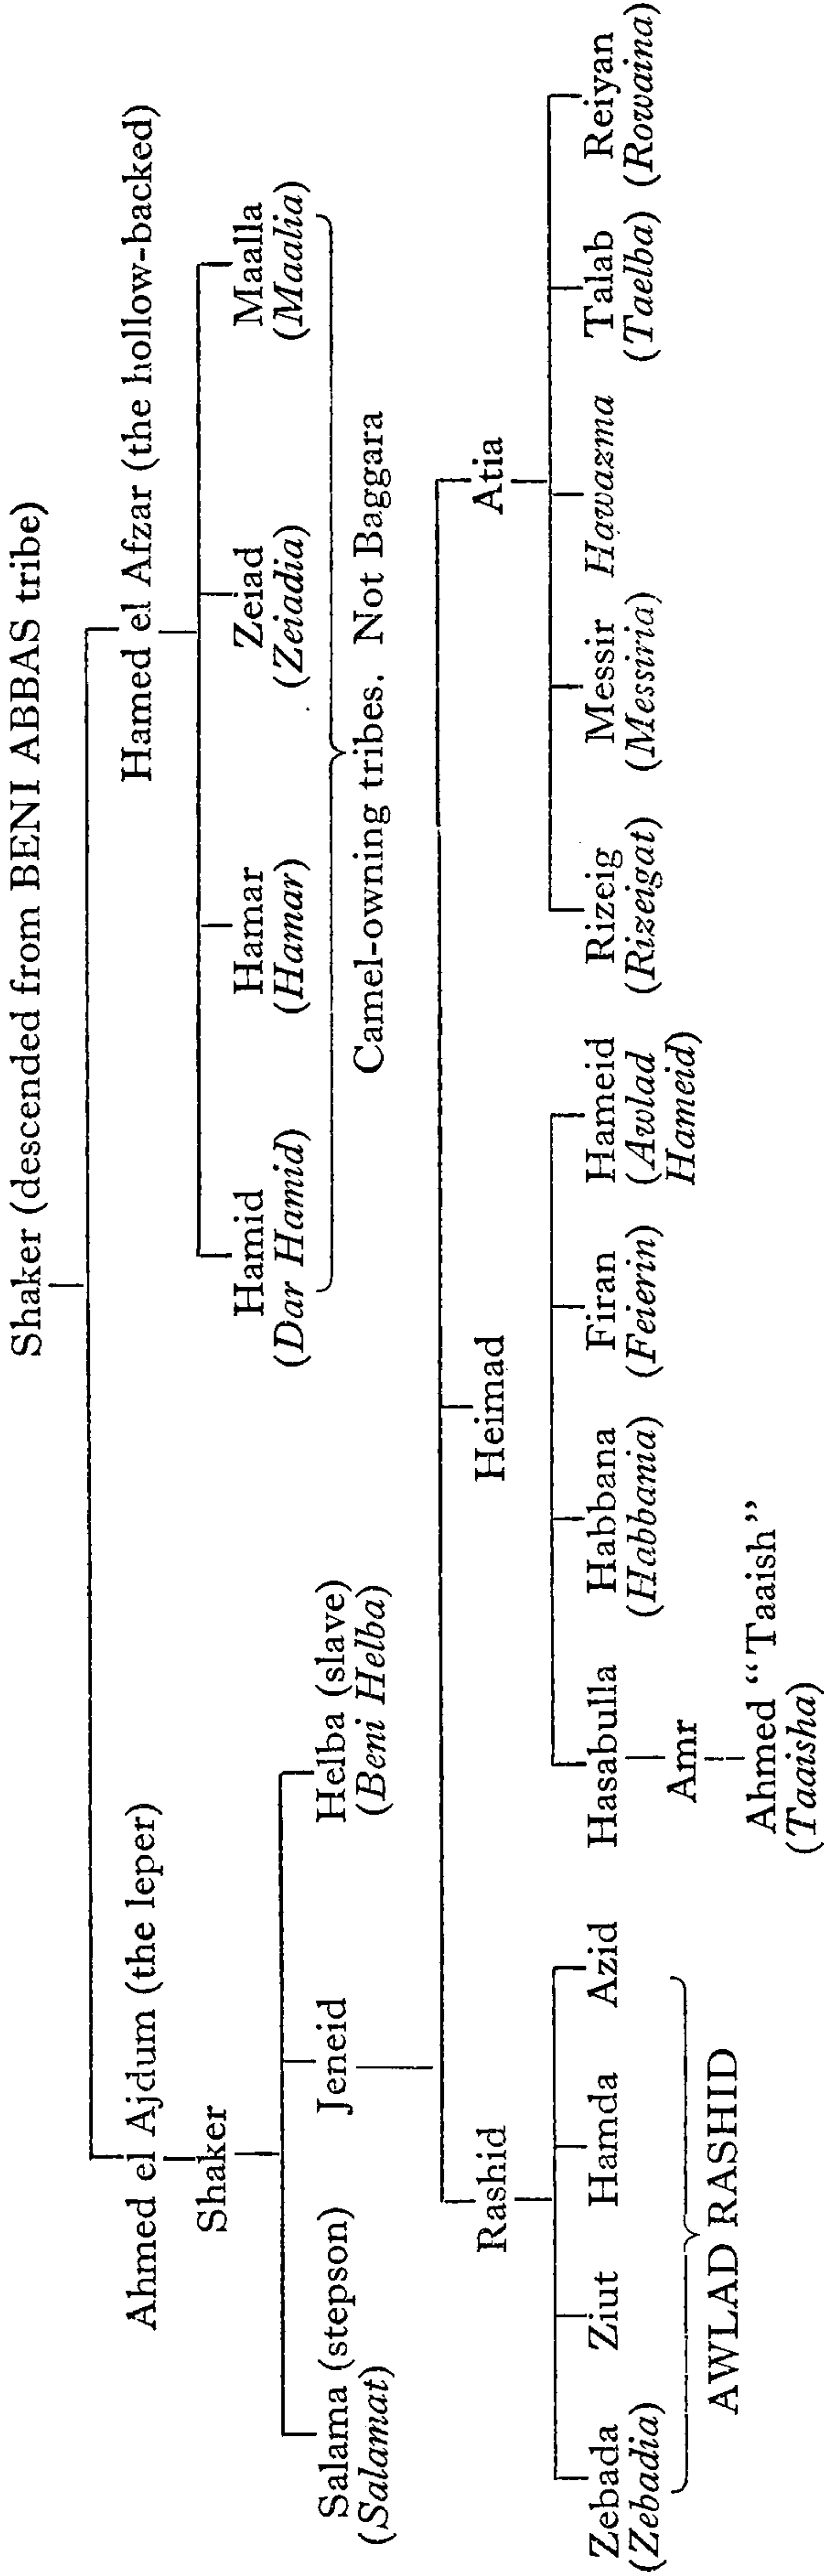 Shaker (descended from BENI ABBAS tribe)
Ahmed el Ajdum (the leper)
Hamed el Afzar (the hollow-backed)
Shaker
Hamid
(Dar Hamid)
Hamar
(Hamar)
Zeiad
(Zeiadia)
Maalla
(Maalia)
Camel-owning tribes. Not Baggara
Salama (stepson)
(Salamat)
Jeneid
Helba (slave)
(Beni Helba)
Rashid
Heimad
Atia
Zebada
(Zebadia)
Ziut
Hamda
Azid
AWLAD RASHID
Hasabulla
Amr
Ahmed “Taaish”
(Taaisha)
Habbana
(Habbania)
Firan
(Feierin)
Hameid
(Awlad
Hameid)
Rizeig
(Rizeigat)
Messir
(Messiria)
Hawazma
Talab
(Taelba)
Reiyan
(Rowaina)